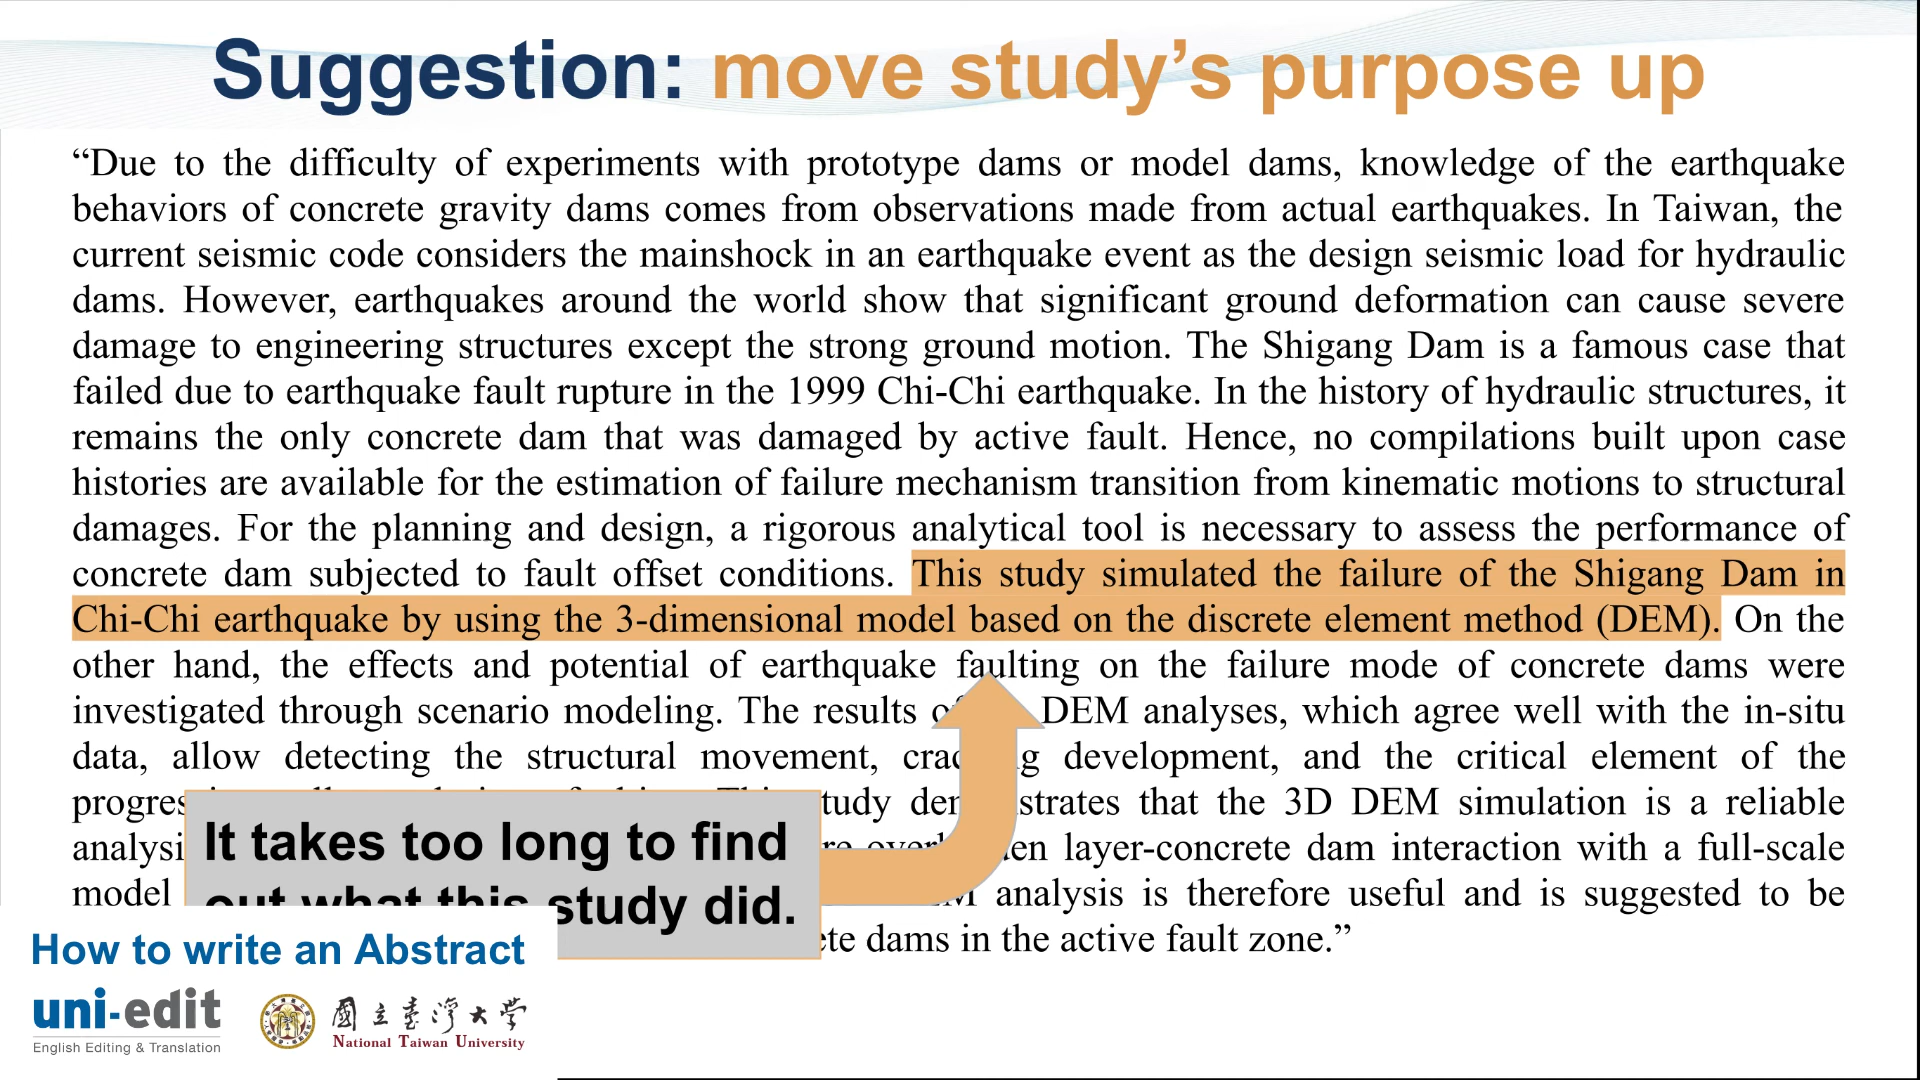 Suggestion: move study’s purpose up
“Due to the difficulty of experiments with prototype dams or model dams, knowledge of the earthquake
behaviors of concrete gravity dams comes from observations made from actual earthquakes. In Taiwan, the
current seismic code considers the mainshock in an earthquake event as the design seismic load for hydraulic
dams. However, earthquakes around the world show that significant ground deformation can cause severe
damage to engineering structures except the strong ground motion. The Shigang Dam is a famous case that
failed due to earthquake fault rupture in the 1999 Chi-Chi earthquake. In the history of hydraulic structures, it
remains the only concrete dam that was damaged by active fault. Hence, no compilations built upon case
histories are available for the estimation of failure mechanism transition from kinematic motions to structural
damages. For the planning and design, a rigorous analytical tool is necessary to assess the performance of
concrete dam subjected to fault offset conditions. This study simulated the failure of the Shigang Dam in
Chi-Chi earthquake by using the 3-dimensional model based on the discrete element method (DEM). On the
other hand, the effects and potential of earthquake faulting on the failure mode of concrete dams were
investigated through scenario modeling. The results DEM analyses, which agree well with the in-situ
data, allow detecting the structural movement, development, and the critical element of the
that the 3D DEM simulation is a reliable
layer-concrete dam interaction with a full-scale
model analysis is therefore useful and is suggested to be
dams in the active fault zone.”
It takes too long to find
out what this study did.
How to write an Abstract
uni-edit
English Editing & Translation
國立臺灣大學
National Taiwan University